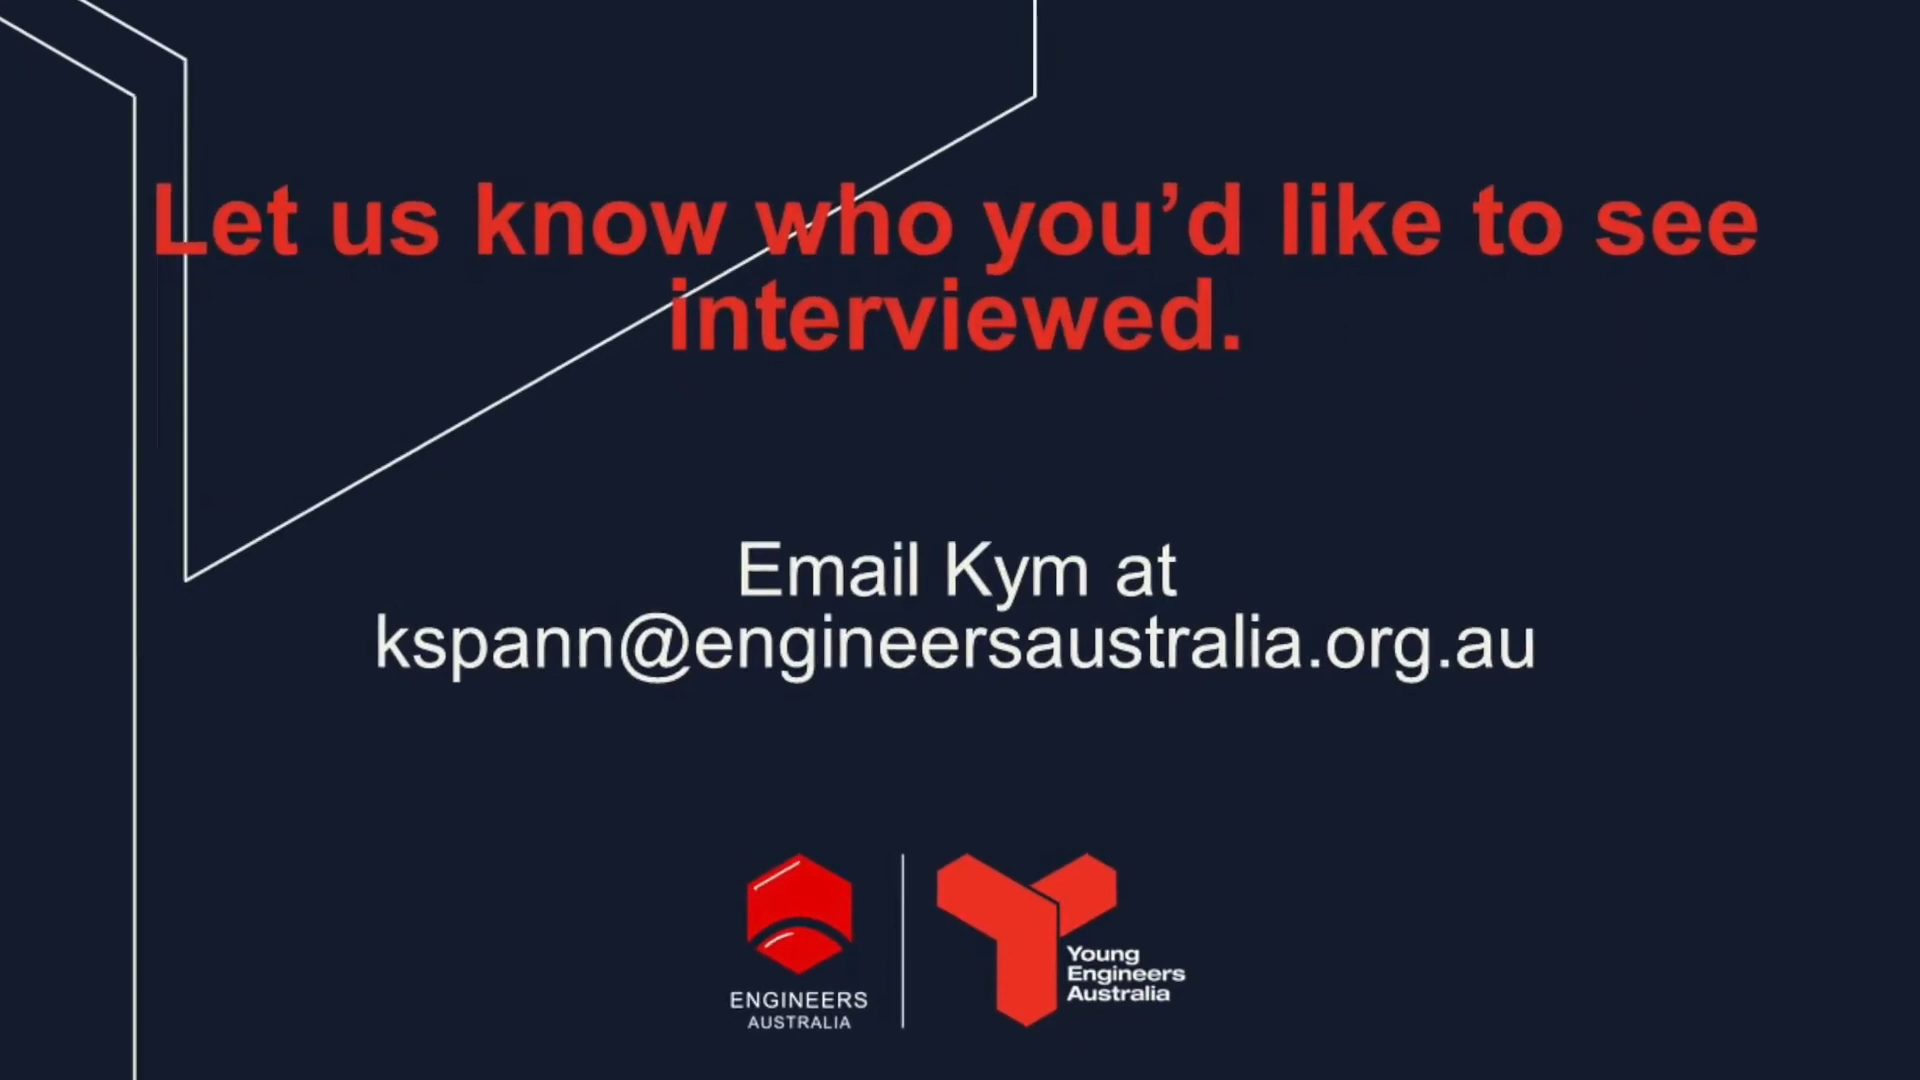 Let us know who you’d like to see
interviewed.
Email Kym at
kspann@engineersaustralia.org.au
ENGINEERS
AUSTRALIA
Young
Engineers
Australia